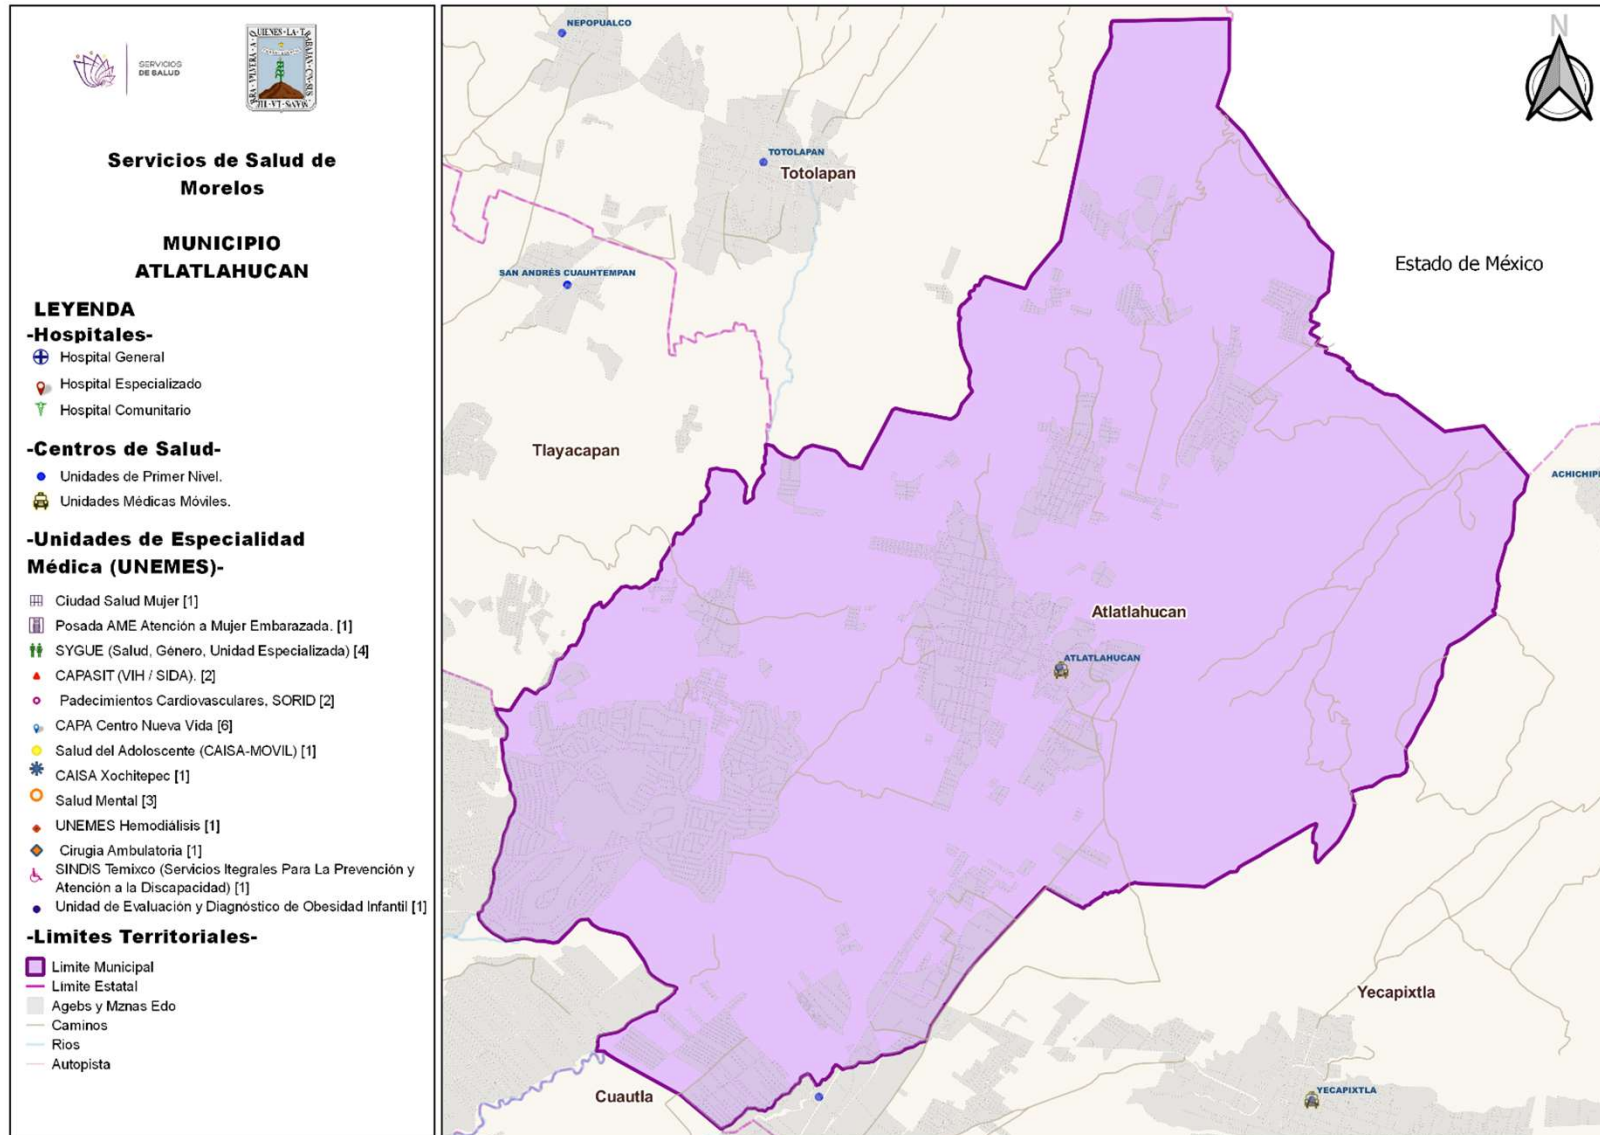 SERVICIOS
DE SALUD
Servicios de Salud de
Morelos
MUNICIPIO
ATLATLAHUCAN
LEYENDA
-Hospitales-
Hospital General
Hospital Especializado
Hospital Comunitario
-Centros de Salud-
Unidades de Primer Nivel.
Unidades Médicas Móviles.
-Unidades de Especialidad
Médica (UNEMES)-
Ciudad Salud Mujer [1]
Posada AME Atención a Mujer Embarazada. [1]
SYGUE (Salud, Género, Unidad Especializada) [4]
CAPASIT (VIH / SIDA). [2]
Padecimientos Cardiovasculares, SORID [2]
CAPA Centro Nueva Vida [6]
Salud del Adoloscente (CAISA-MOVIL) [1]
CAISA Xochitepec [1]
Salud Mental [3]
UNEMES Hemodiálisis [1]
Cirugia Ambulatoria [1]
SINDIS Temixco (Servicios Itegrales Para La Prevención y
Atención a la Discapacidad) [1]
Unidad de Evaluación y Diagnóstico de Obesidad Infantil [1]
-Limites Territoriales-
Limite Municipal
Limite Estatal
Agebs y Mznas Edo
Caminos
Rios
Autopista
NEPOPUALCO
N
TOTOLAPAN
Totolapan
Estado de México
SAN ANDRÉS CUAUHTEMPAN
Tlayacapan
Atlatlahucan
ATLATLAHUCAN
Yecapixtla
Cuautla
YECAPIXTLA